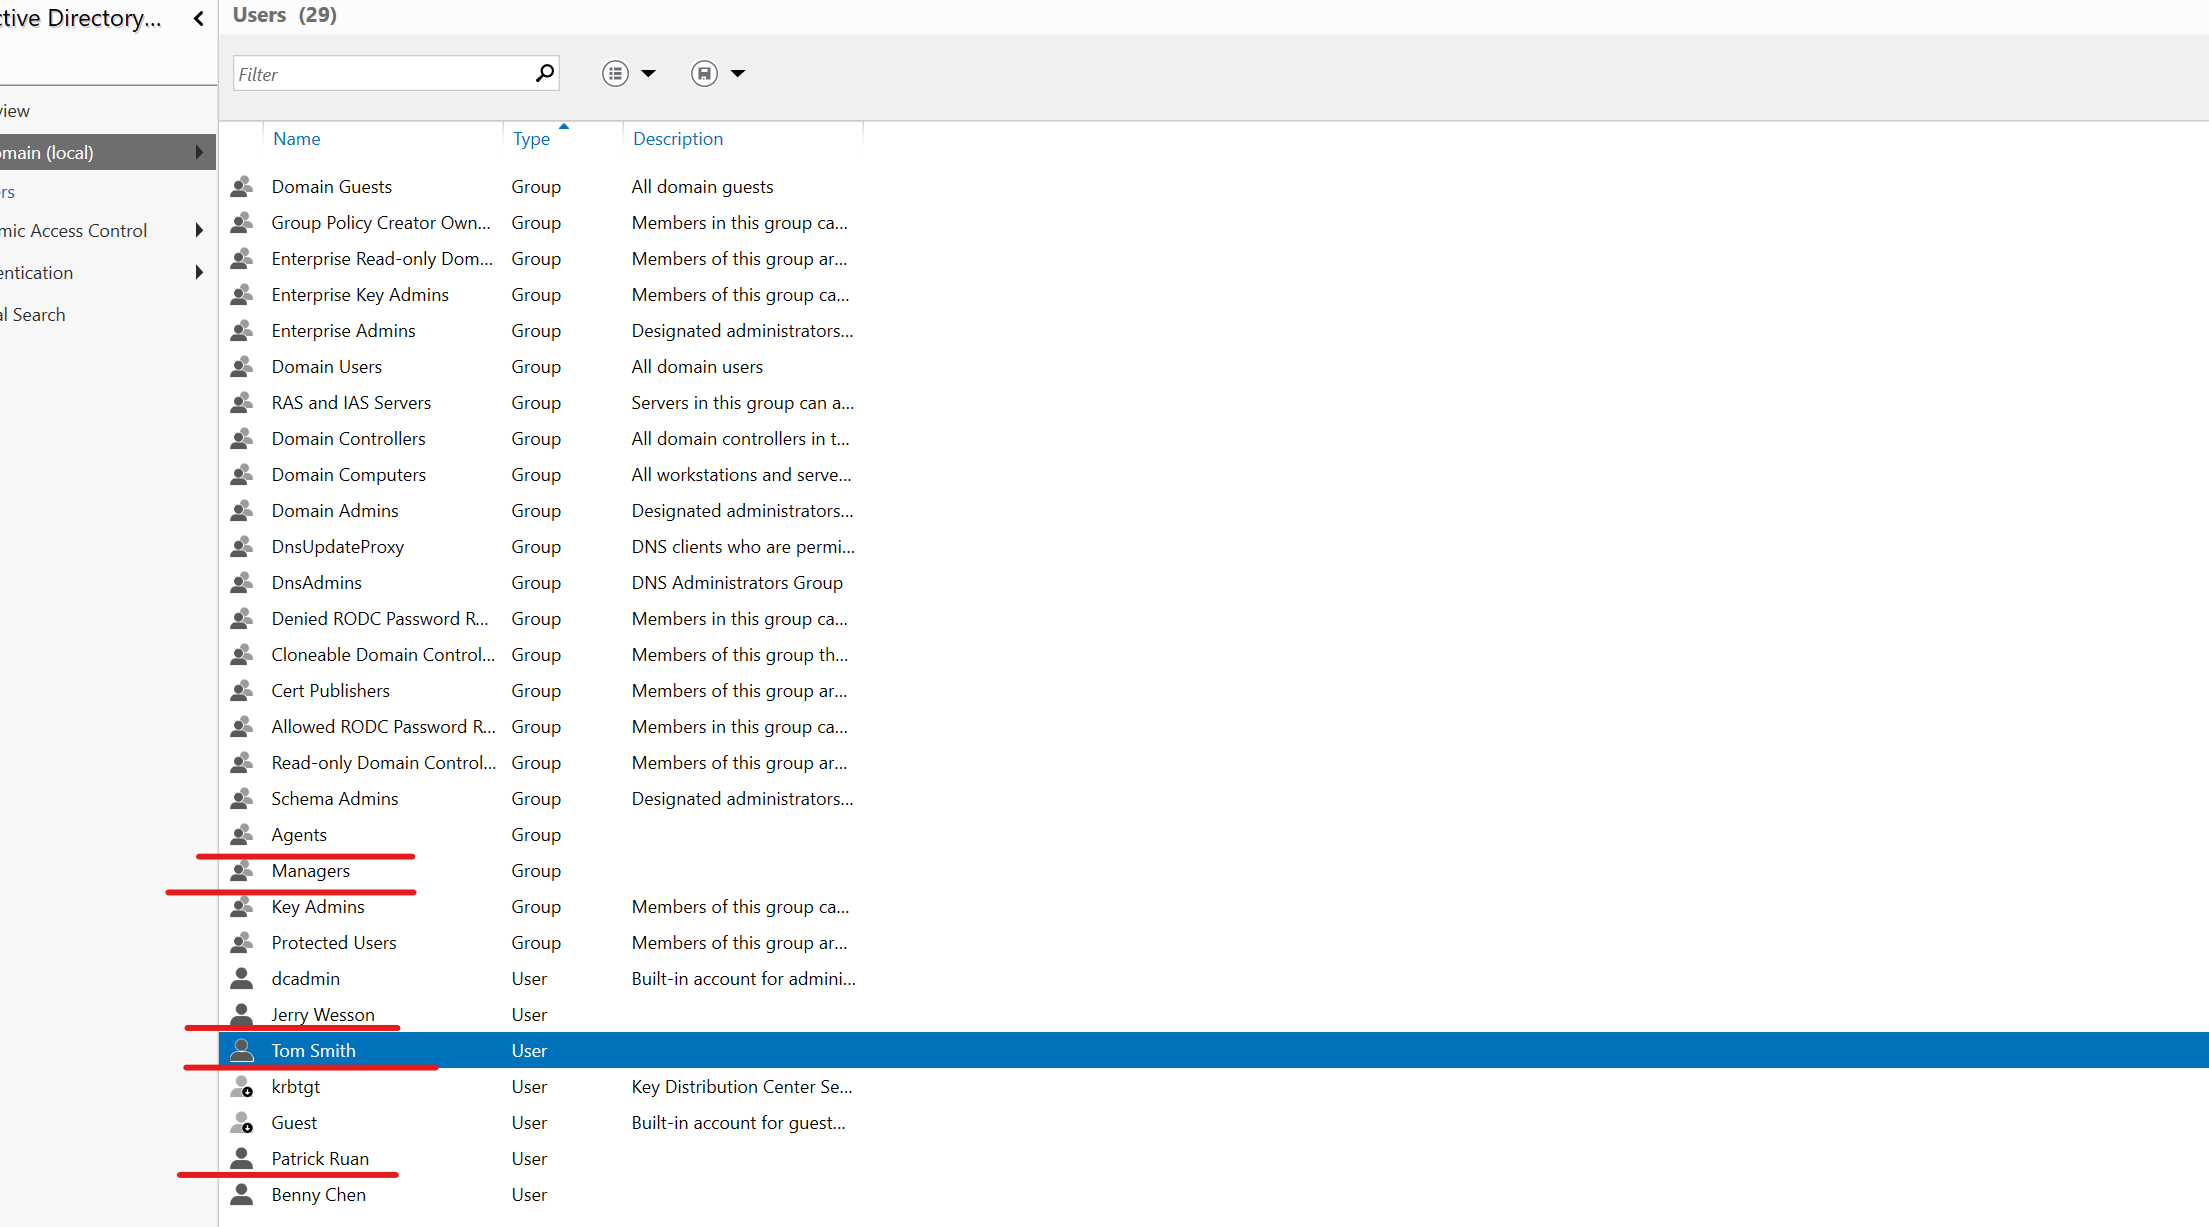 ctive Directory...
Users (29)
Filter
view
omain (local)
ers
mic Access Control
entication
al Search
Name Type Description
Domain Guests Group All domain guests
Group Policy Creator Own... Group Members in this group ca...
Enterprise Read-only Dom... Group Members of this group ar...
Enterprise Key Admins Group Members of this group ca...
Enterprise Admins Group Designated administrators...
Domain Users Group All domain users
RAS and IAS Servers Group Servers in this group can a...
Domain Controllers Group All domain controllers in t...
Domain Computers Group All workstations and serve...
Domain Admins Group Designated administrators...
DnsUpdateProxy Group DNS clients who are permi...
DnsAdmins Group DNS Administrators Group
Denied RODC Password R... Group Members in this group ca...
Cloneable Domain Control... Group Members of this group th...
Cert Publishers Group Members of this group ar...
Allowed RODC Password R... Group Members in this group ca...
Read-only Domain Control... Group Members of this group ar...
Schema Admins Group Designated administrators...
Agents Group
Managers Group
Key Admins Group Members of this group ca...
Protected Users Group Members of this group ar...
dcadmin User Built-in account for admini...
Jerry Wesson User
Tom Smith User
krbtgt User Key Distribution Center Se...
Guest User Built-in account for guest...
Patrick Ruan User
Benny Chen User